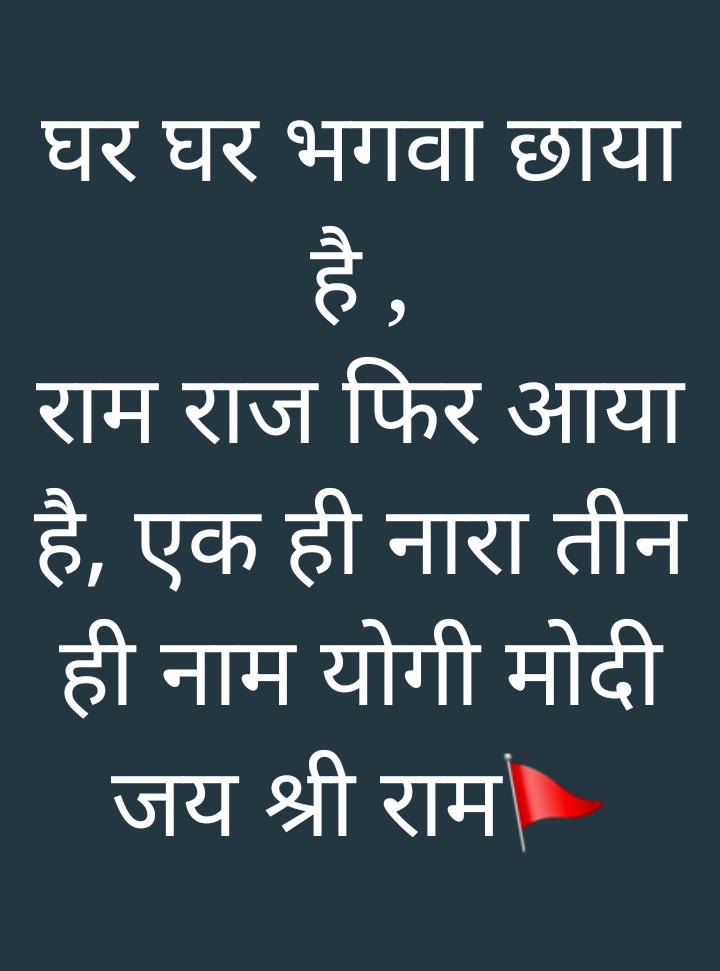 घर घर भगवा छाया
है ,
राम राज फिर आया
है, एक ही नारा तीन
ही नाम योगी मोदी
जय श्री राम🚩